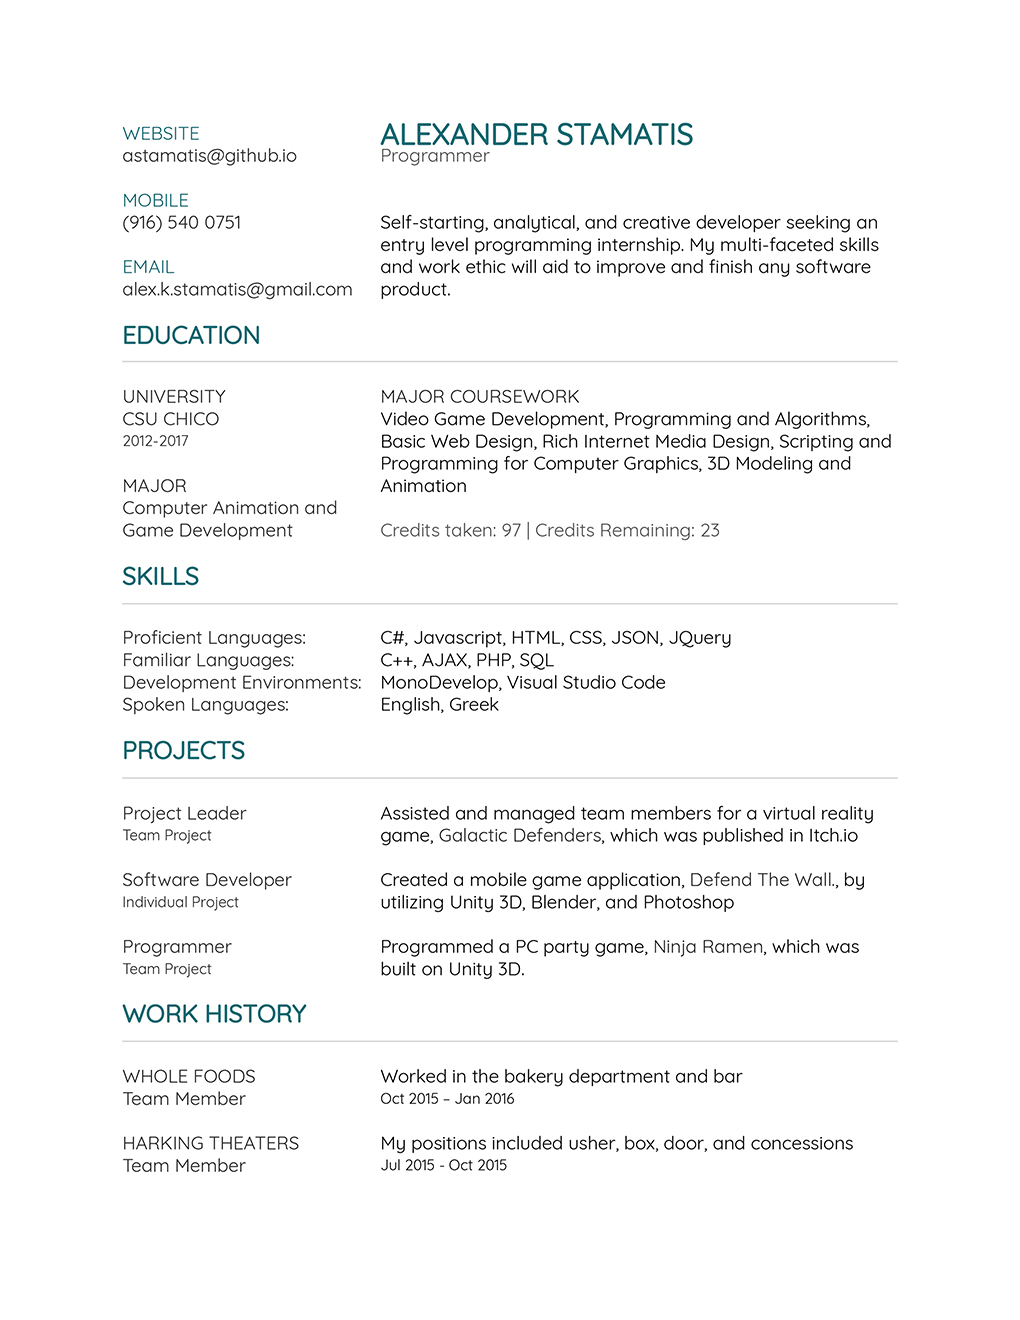 WEBSITE
astamatis@github.io
MOBILE
(916) 540 0751
EMAIL
alex.k.stamatis@gmail.com
ALEXANDER STAMATIS
Programmer
Self-starting, analytical, and creative developer seeking an
entry level programming internship. My multi-faceted skills
and work ethic will aid to improve and finish any software
product.
EDUCATION
UNIVERSITY
CSU CHICO
2012-2017
MAJOR
Computer Animation and
Game Development
MAJOR COURSEWORK
Video Game Development, Programming and Algorithms,
Basic Web Design, Rich Internet Media Design, Scripting and
Programming for Computer Graphics, 3D Modeling and
Animation
Credits taken: 97 | Credits Remaining: 23
SKILLS
Proficient Languages: C#, Javascript, HTML, CSS, JSON, JQuery
Familiar Languages: C++, AJAX, PHP, SQL
Development Environments: MonoDevelop, Visual Studio Code
Spoken Languages: English, Greek
PROJECTS
Project Leader
Team Project
Assisted and managed team members for a virtual reality
game, Galactic Defenders, which was published in Itch.io
Software Developer
Individual Project
Created a mobile game application, Defend The Wall., by
utilizing Unity 3D, Blender, and Photoshop
Programmer
Team Project
Programmed a PC party game, Ninja Ramen, which was
built on Unity 3D.
WORK HISTORY
WHOLE FOODS
Team Member
Worked in the bakery department and bar
Oct 2015 – Jan 2016
HARKING THEATERS
Team Member
My positions included usher, box, door, and concessions
Jul 2015 - Oct 2015